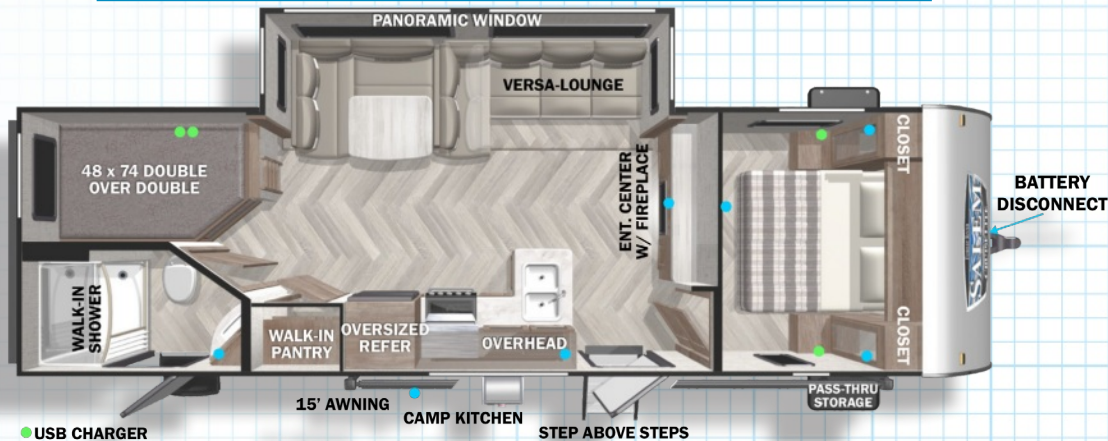 PANORAMIC WINDOW
VERSA-LOUNGE
48 x 74 DOUBLE
OVER DOUBLE
ENT. CENTER
W/ FIREPLACE
CLOSET
BATTERY
DISCONNECT
SALEM
WALK-IN
SHOWER
WALK-IN
PANTRY
OVERSIZED
REFER
OVERHEAD
CLOSET
PASS-THRU
STORAGE
15' AWNING
CAMP KITCHEN
STEP ABOVE STEPS
USB CHARGER